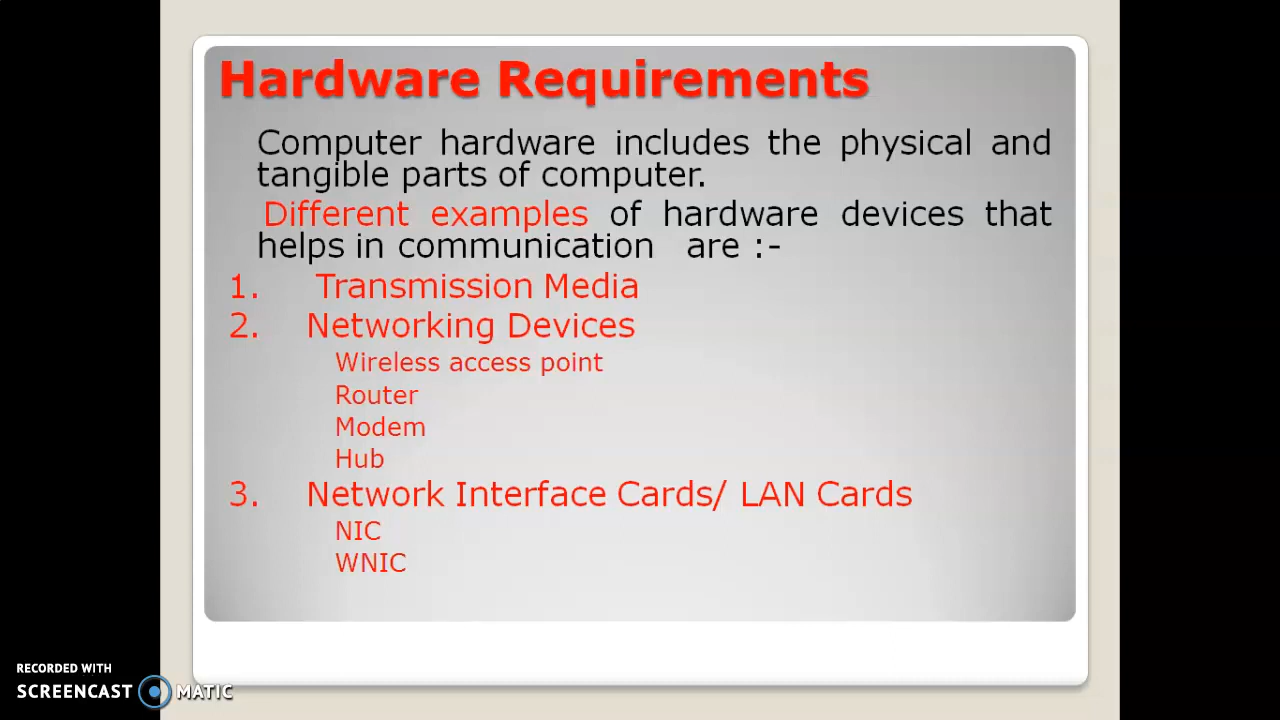 Hardware Requirements
Computer hardware includes the physical and
tangible parts of computer.
Different examples of hardware devices that
helps in communication are :-
1. Transmission Media
2. Networking Devices
Wireless access point
Router
Modem
Hub
3. Network Interface Cards/ LAN Cards
NIC
WNIC
RECORDED WITH
SCREENCAST MATIC